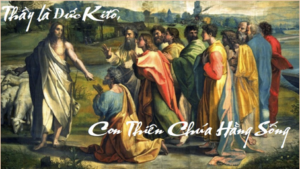 Thầy là Đức Kitô,
Con Thiên Chúa Hằng Sống